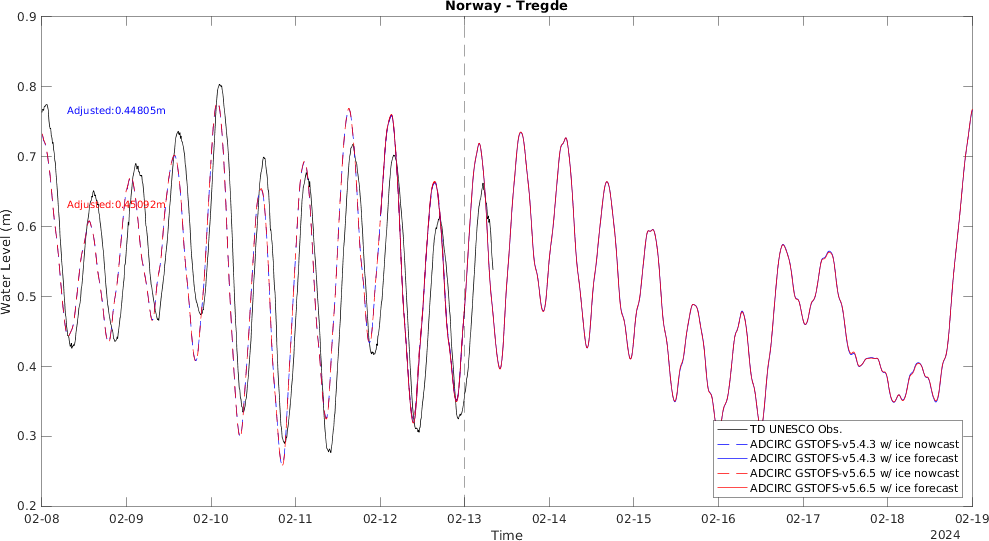 Norway - Tregde
0.9
0.8
0.7
0.6
0.5
0.4
0.3
0.2
Water Level (m)
Adjusted:0.44805m
Adjusted:0.45092m
TD UNESCO Obs.
ADCIRC GSTOFS-v5.4.3 w/ ice nowcast
ADCIRC GSTOFS-v5.4.3 w/ ice forecast
ADCIRC GSTOFS-v5.6.5 w/ ice nowcast
ADCIRC GSTOFS-v5.6.5 w/ ice forecast
02-08 02-09 02-10 02-11 02-12 02-13 02-14 02-15 02-16 02-17 02-18 02-19
Time
2024